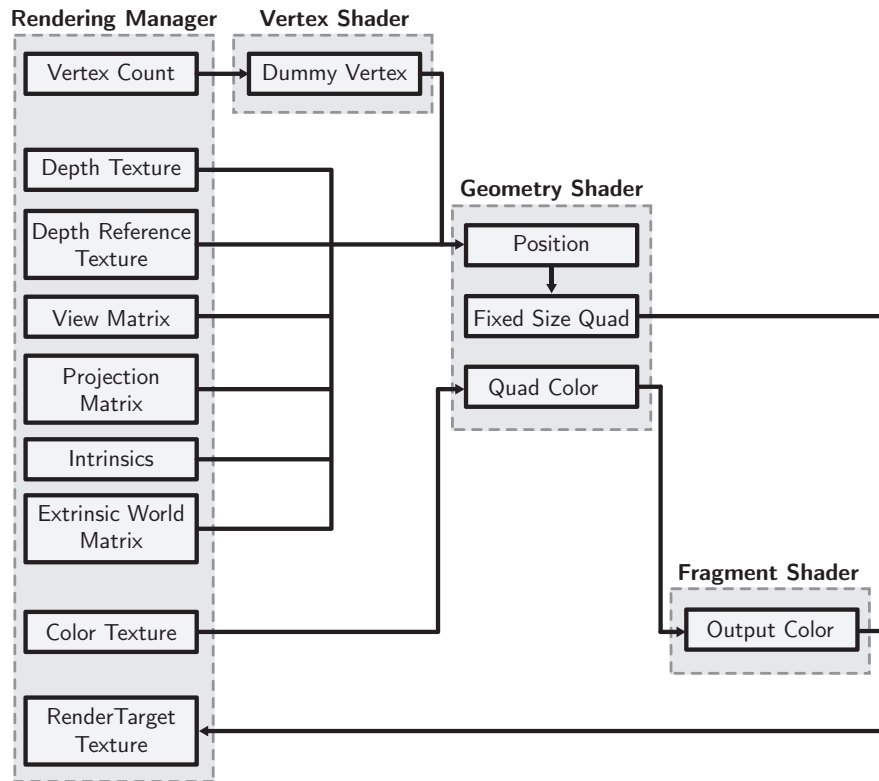 Rendering Manager
Vertex Shader
Vertex Count
Dummy Vertex
Depth Texture
Geometry Shader
Depth Reference
Texture
Position
View Matrix
Fixed Size Quad
Projection
Matrix
Quad Color
Intrinsics
Extrinsic World
Matrix
Fragment Shader
Color Texture
Output Color
RenderTarget
Texture